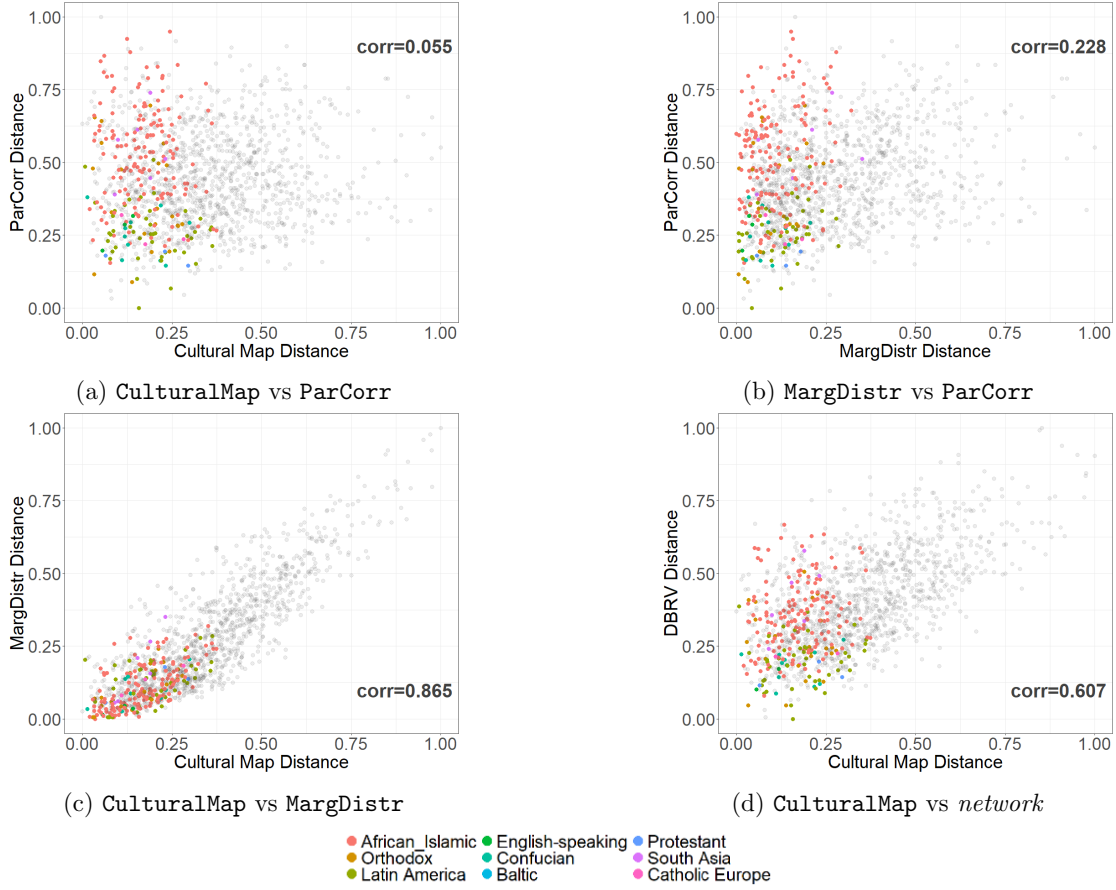 1.00
0.75
0.50
0.25
0.00
ParCorr Distance
corr=0.055
0.00 0.25 0.50 0.75 1.00
Cultural Map Distance
(a) CulturalMap vs ParCorr
1.00
0.75
0.50
0.25
0.00
ParCorr Distance
corr=0.228
0.00 0.25 0.50 0.75 1.00
MargDistr Distance
(b) MargDistr vs ParCorr
1.00
0.75
0.50
0.25
0.00
MargDistr Distance
corr=0.865
0.00 0.25 0.50 0.75 1.00
Cultural Map Distance
(c) CulturalMap vs MargDistr
1.00
0.75
0.50
0.25
0.00
DBRV Distance
corr=0.607
0.00 0.25 0.50 0.75 1.00
Cultural Map Distance
(d) CulturalMap vs network
African_Islamic English-speaking Protestant
Orthodox Confucian South Asia
Latin America Baltic Catholic Europe